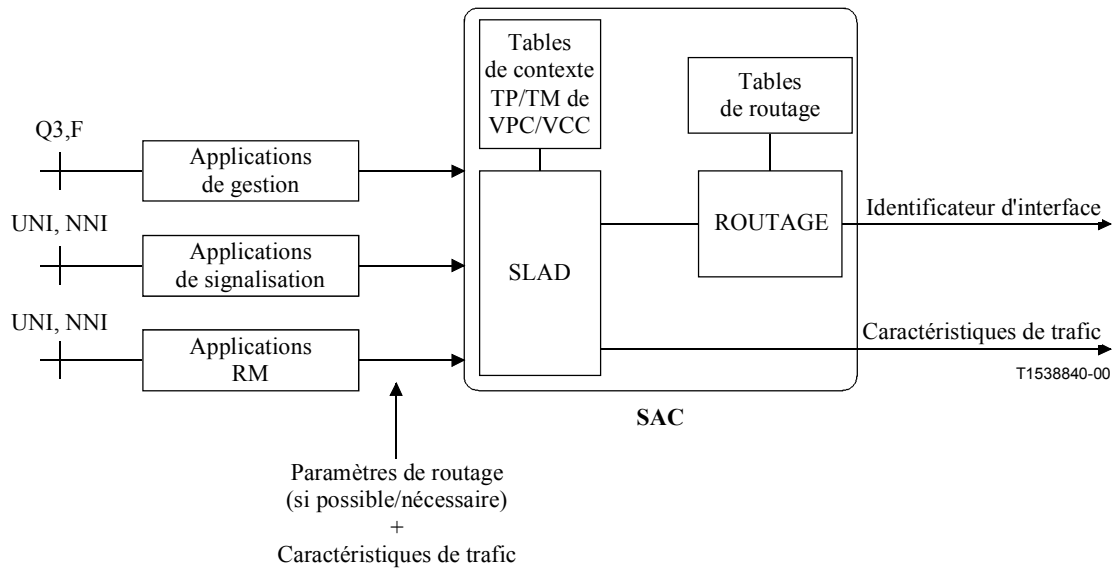 Tables
de contexte
TP/TM de
VPC/VCC
Tables
de routage
Q3,F
Applications
de gestion
UNI, NNI
Applications
de signalisation
SLAD
ROUTAGE
Identificateur d'interface
UNI, NNI
Applications
RM
Caractéristiques de trafic
T1538840-00
SAC
Paramètres de routage
(si possible/nécessaire)
+
Caractéristiques de trafic